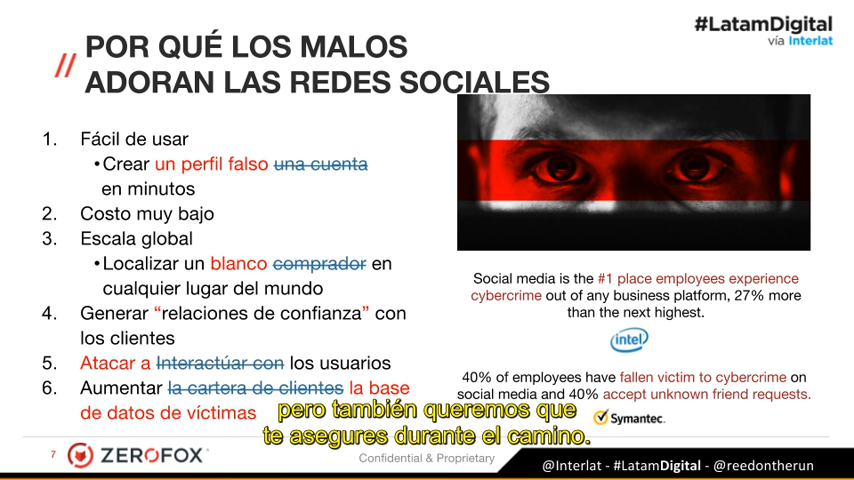 #LatamDigital
vía Interlat
// POR QUÉ LOS MALOS
ADORAN LAS REDES SOCIALES
1. Fácil de usar
•Crear un perfil falso una cuenta
en minutos
2. Costo muy bajo
3. Escala global
•Localizar un blanco comprador en
cualquier lugar del mundo
4. Generar “relaciones de confianza” con
los clientes
5. Atacar a Interactúar con los usuarios
6. Aumentar la cartera de clientes la base
de datos de víctimas
Social media is the #1 place employees experience
cybercrime out of any business platform, 27% more
than the next highest.
intel
40% of employees have fallen victim to cybercrime on
social media and 40% accept unknown friend requests.
Symantec.
pero también queremos que
te asegures durante el camino.
7 ZEROFOX
Confidential & Proprietary
@Interlat - #LatamDigital - @reedontherun